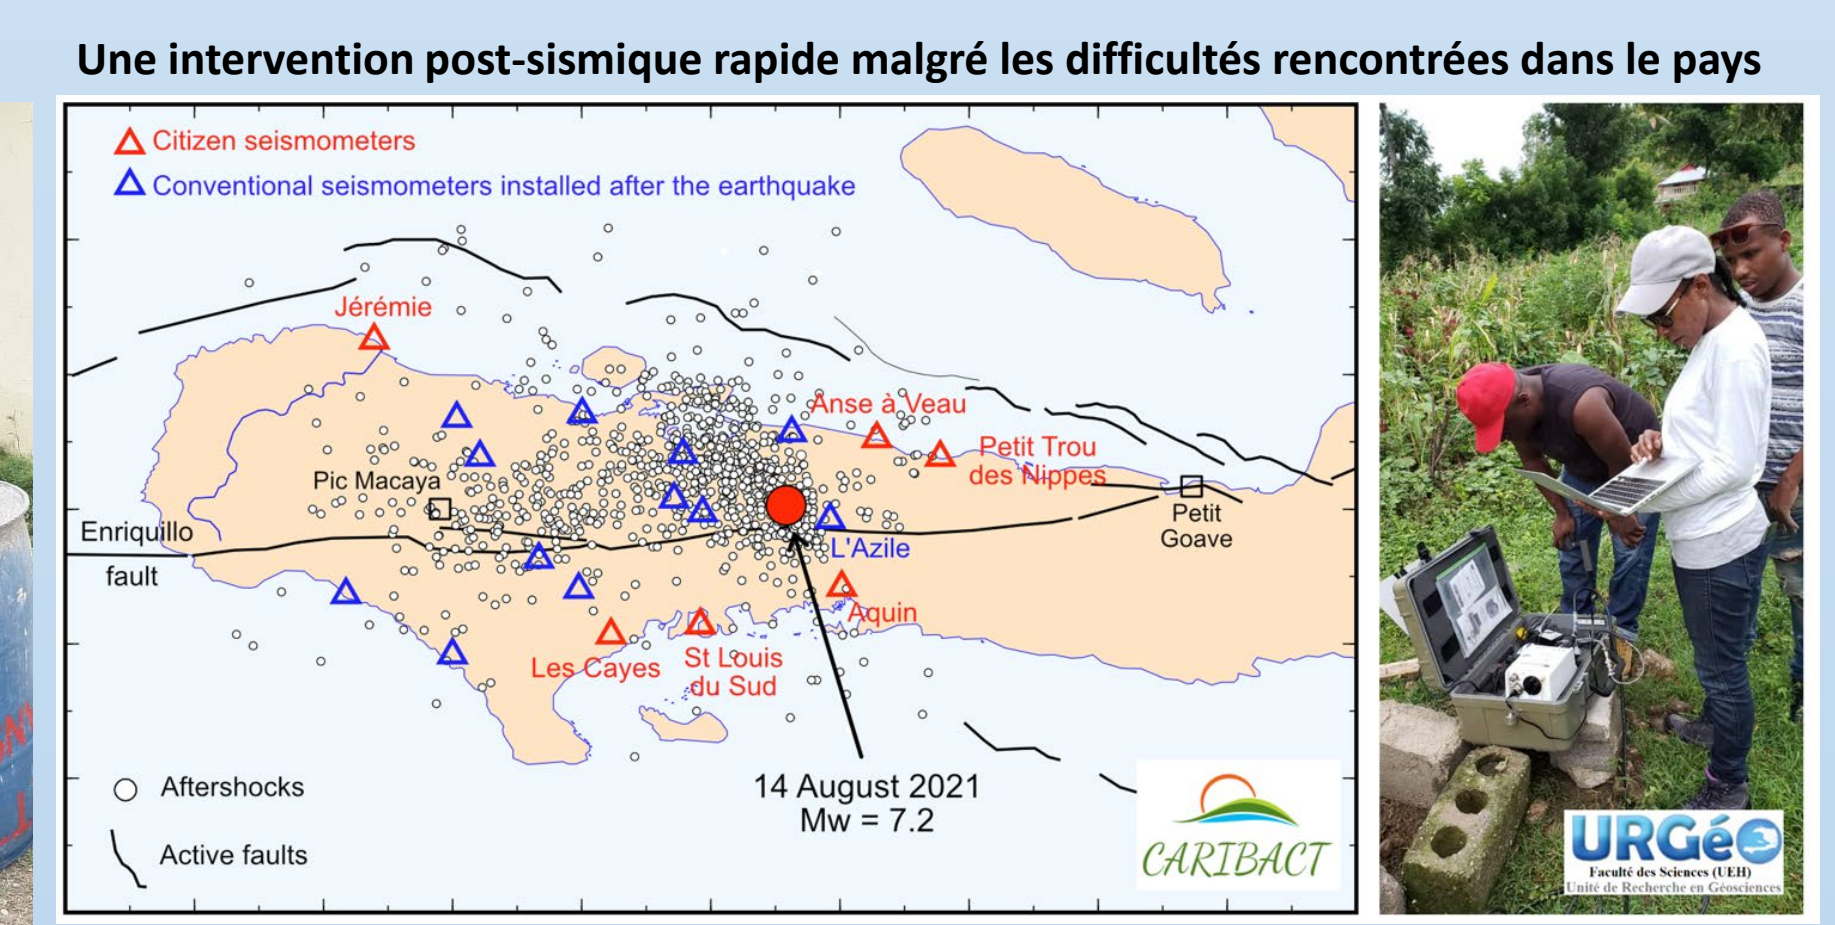 Une intervention post-sismique rapide malgré les difficultés rencontrées dans le pays
Citizen seismometers
Conventional seismometers installed after the earthquake
Jérémie
Anse à Veau
Petit Trou
des Nippes
Pic Macaya
Petit
Goave
Enriquillo
fault
L'Azile
Aquin
Les Cayes
St Louis
du Sud
14 August 2021
Mw = 7.2
Aftershocks
Active faults
CARIBACT
URGéo
Faculté des Sciences (UEH)
Unité de Recherche en Géosciences